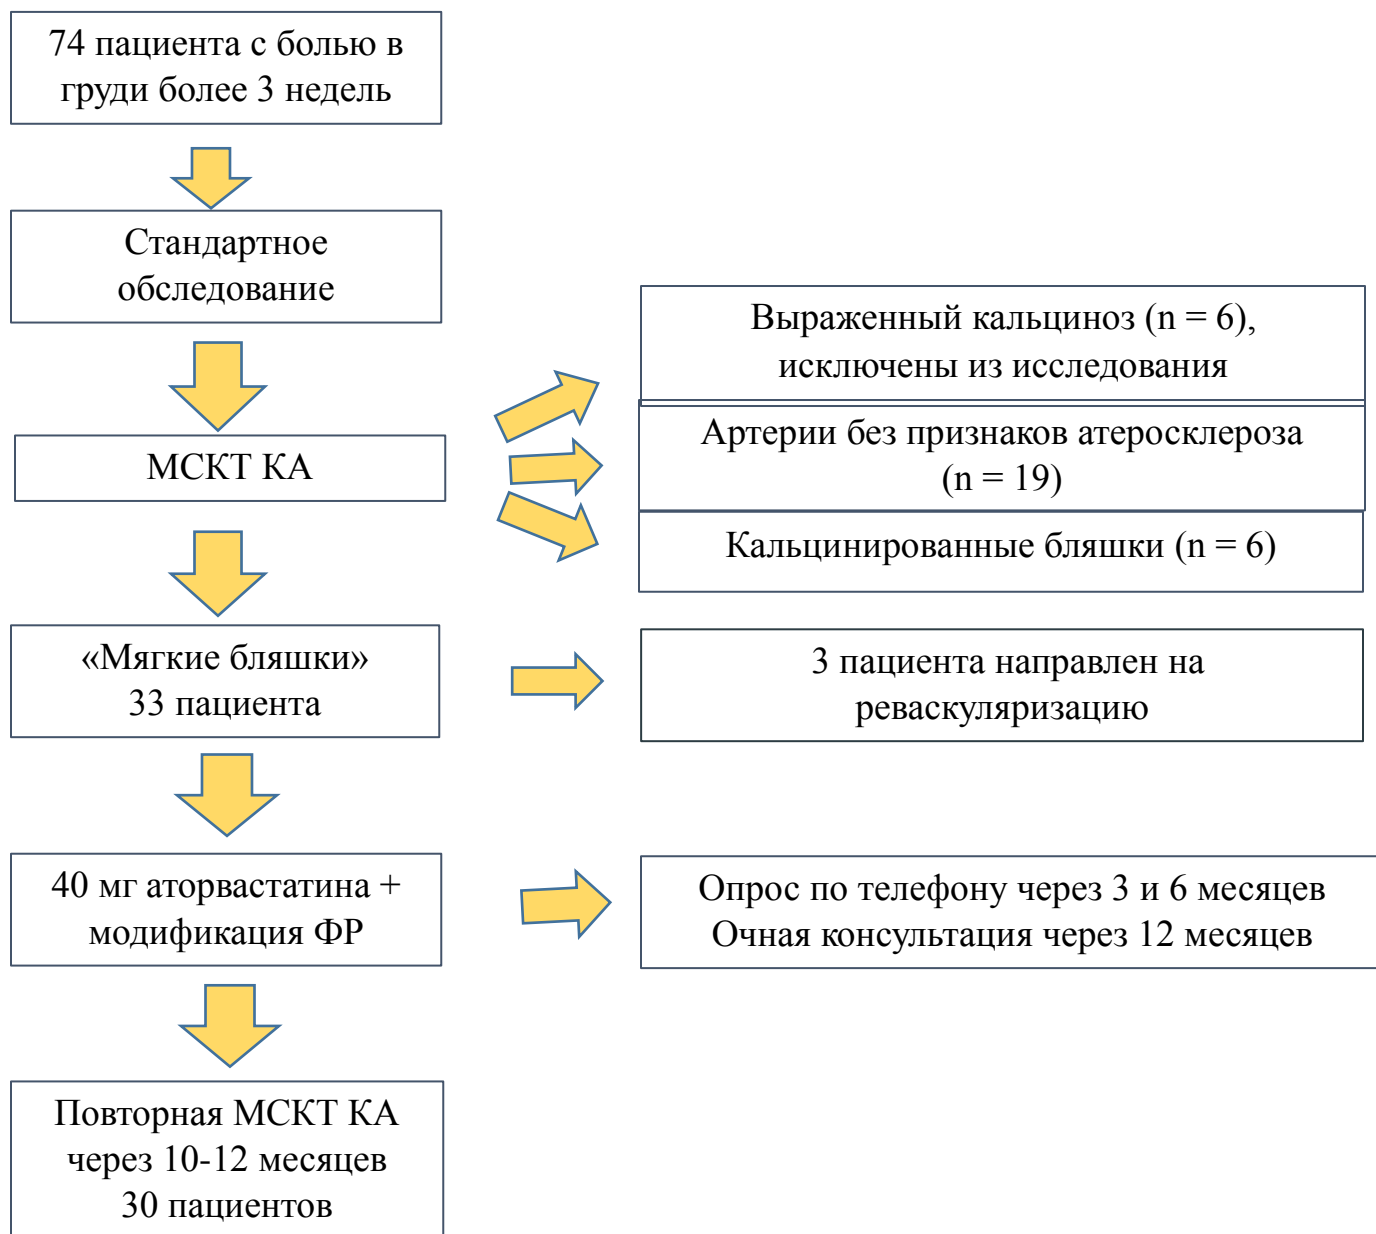 74 пациента с болью в
груди более 3 недель
Стандартное
обследование
МСКТ КА
Выраженный кальциноз (n = 6),
исключены из исследования
Артерии без признаков атеросклероза
(n = 19)
Кальцинированные бляшки (n = 6)
«Мягкие бляшки»
33 пациента
3 пациента направлен на
реваскуляризацию
40 мг аторвастатина +
модификация ФР
Опрос по телефону через 3 и 6 месяцев
Очная консультация через 12 месяцев
Повторная МСКТ КА
через 10-12 месяцев
30 пациентов